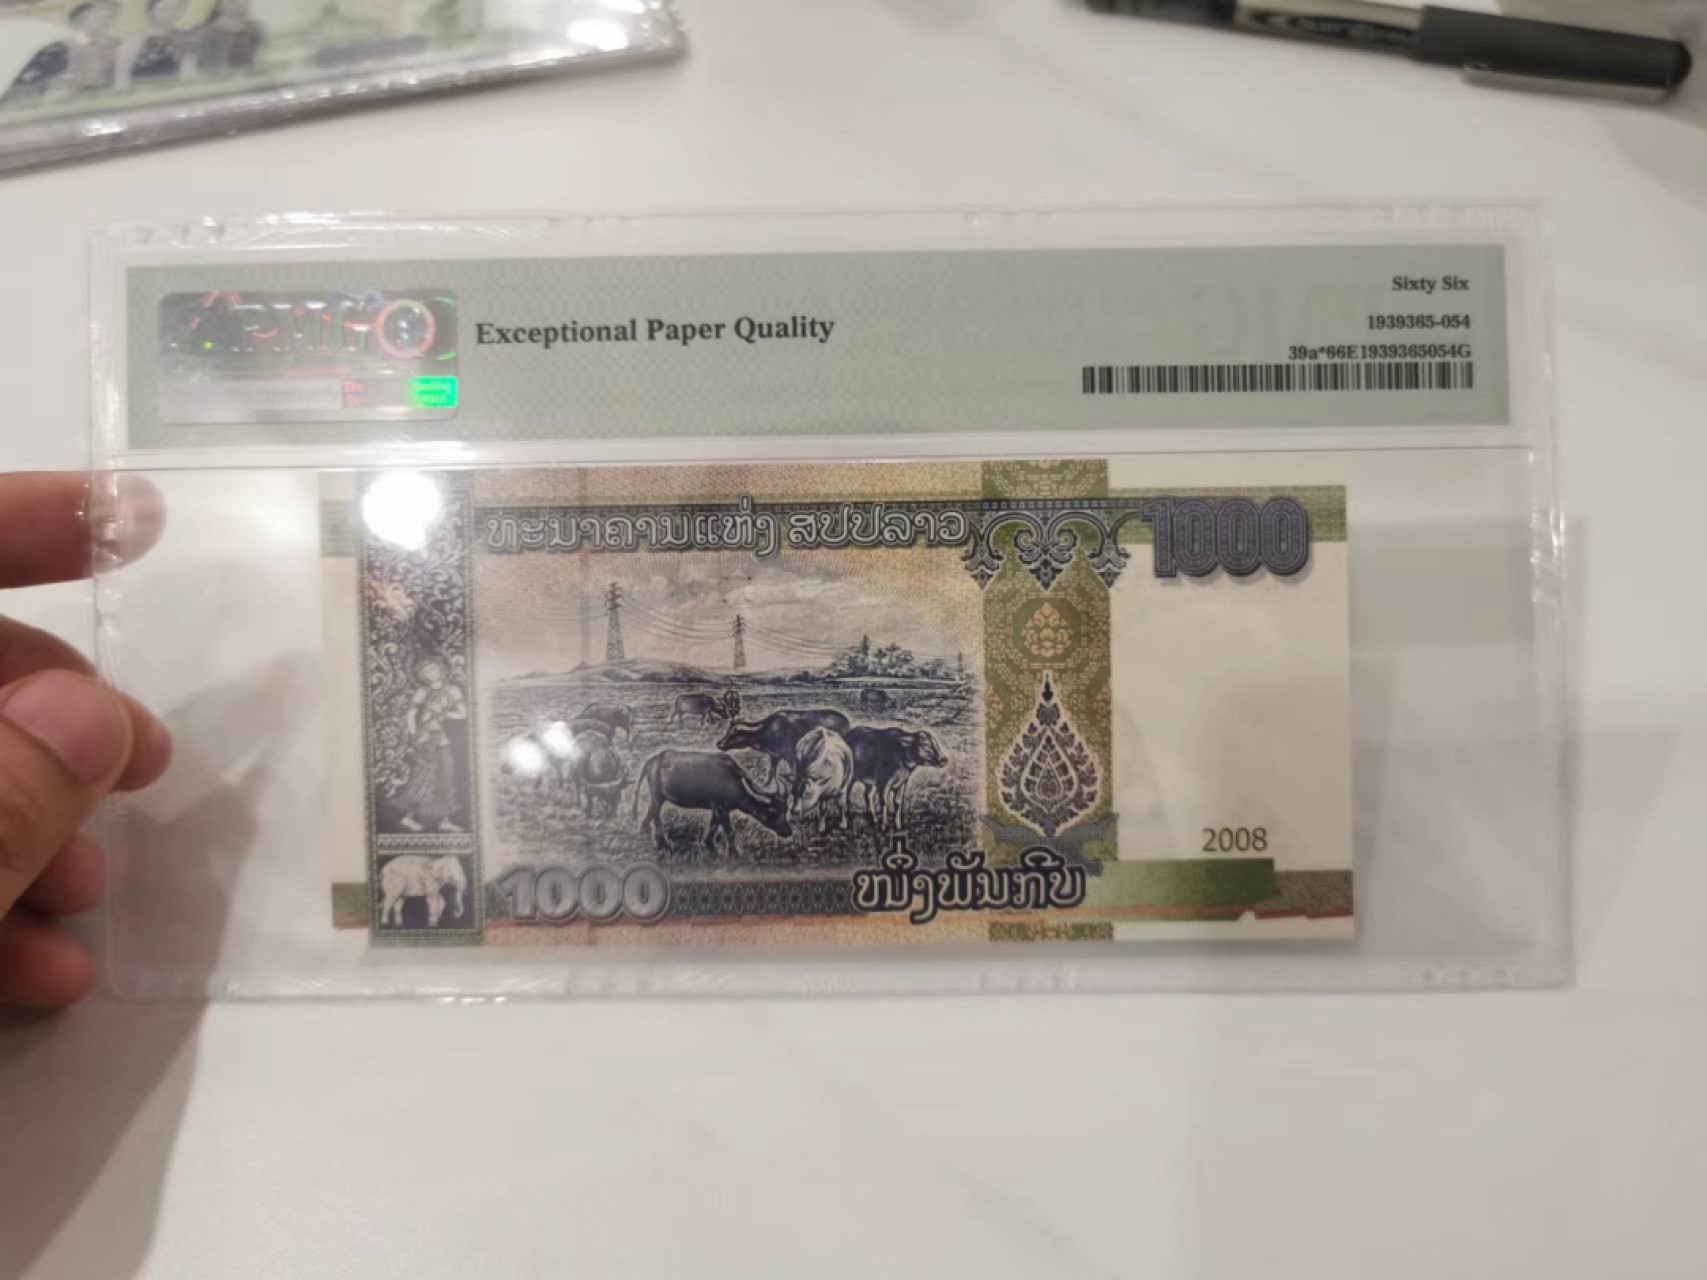 Sixty Six
Exceptional Paper Quality
1939365-054
39a*66E1939365054G
ທະນາຄານແຫ່ງ ສປປລາວ
1000
2008
1000
ໜຶ່ງພັນກີບ